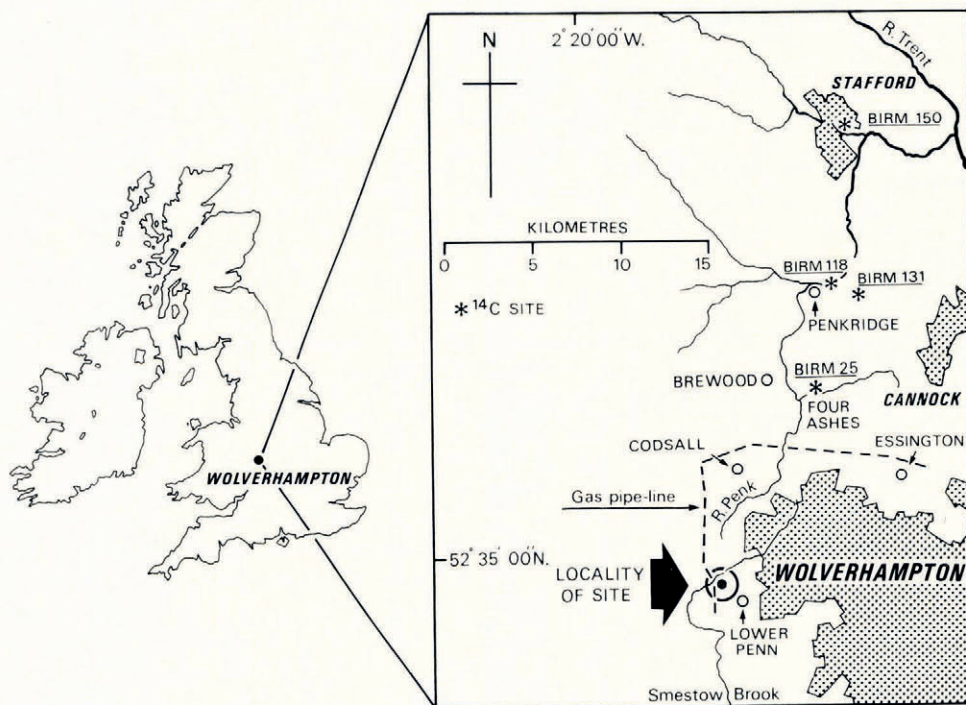 WOLVERHAMPTON
N
2° 20′ 00″ W.
R. Trent
STAFFORD
BIRM 150
KILOMETRES
0 5 10 15
* ¹⁴C SITE
BIRM 118
BIRM 131
PENKRIDGE
BREWOOD
BIRM 25
FOUR
ASHES
CANNOCK
CODSALL
ESSINGTON
Gas pipe-line
R. Penk
52° 35′ 00″N.
LOCALITY
OF SITE
WOLVERHAMPTON
LOWER
PENN
Smestow Brook